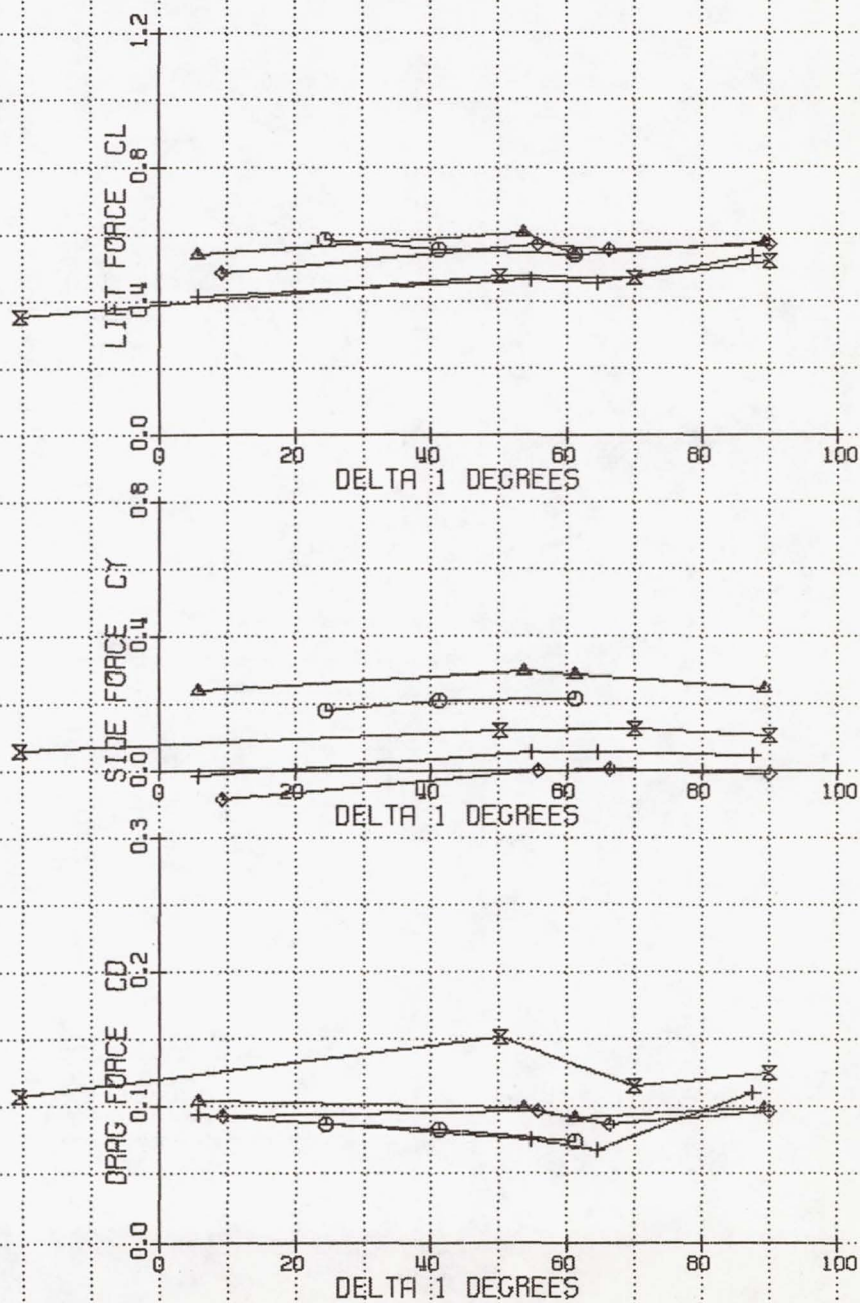 LIFT FORCE CL
0.0 0.4 0.8 1.2
0 20 40 60 80 100
DELTA 1 DEGREES
SIDE FORCE CY
0.0 0.4 0.8
0 20 40 60 80 100
DELTA 1 DEGREES
DRAG FORCE CD
0.0 0.1 0.2 0.3
0 20 40 60 80 100
DELTA 1 DEGREES